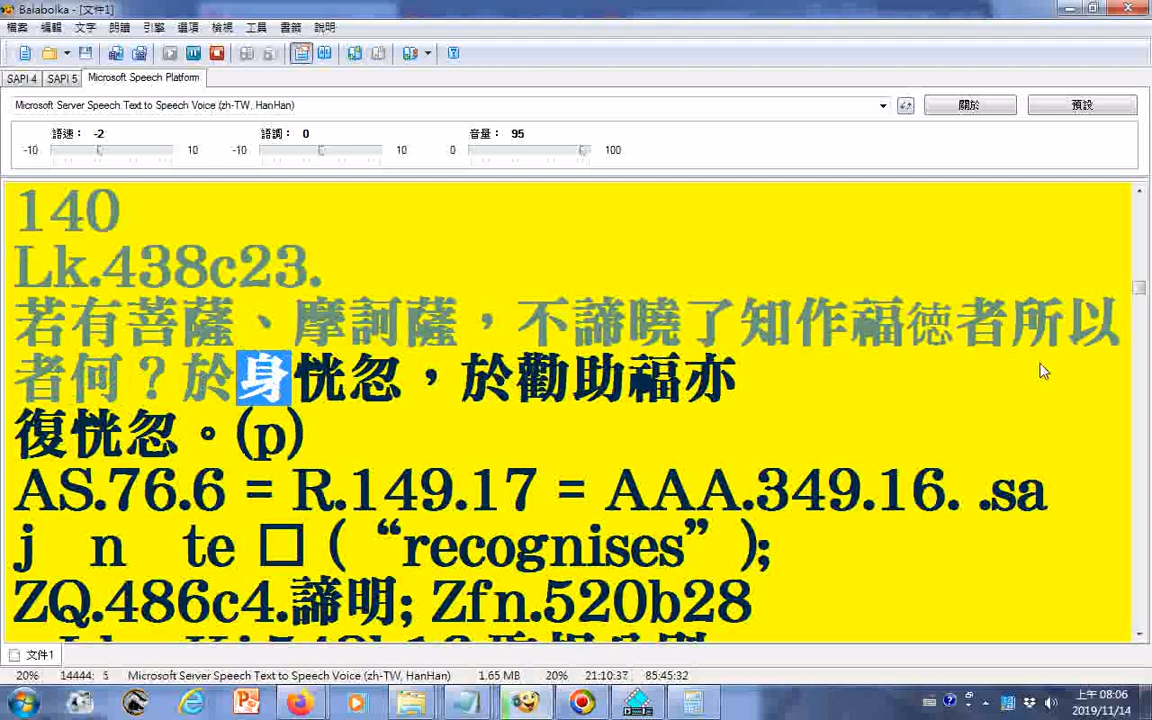 Balabolka - [文件1]
檔案 編輯 文字 朗讀 引擎 選項 檢視 工具 書籤 說明
SAPI 4 SAPI 5 Microsoft Speech Platform
Microsoft Server Speech Text to Speech Voice (zh-TW, HanHan) 關於 預設
語速： -2 語調： 0 音量： 95
-10 10 -10 10 0 100
140
Lk.438c23.
若有菩薩、摩訶薩，不諦曉了知作福德者所以
者何？於身恍忽，於勸助福亦
復恍忽。(p)
AS.76.6 = R.149.17 = AAA.349.16. .sa
j n te □ (“recognises”);
ZQ.486c4.諦明; Zfn.520b28
文件1
20% 14444: 5 Microsoft Server Speech Text to Speech Voice (zh-TW, HanHan) 1.65 MB 20% 21:10:37 85:45:32
上午 08:06
2019/11/14